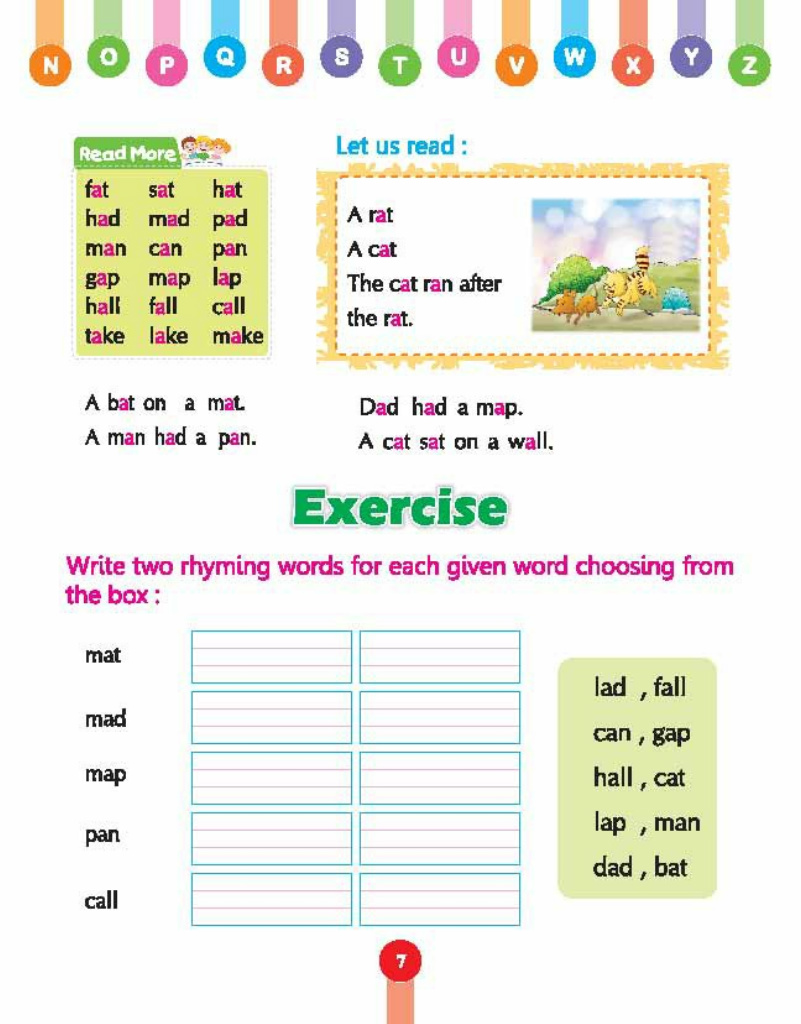 N O P Q R S T U V W X Y Z
Read More
fat sat hat
had mad pad
man can pan
gap map lap
hall fall call
take lake make
Let us read :
A rat
A cat
The cat ran after
the rat.
A bat on a mat.
A man had a pan.
Dad had a map.
A cat sat on a wall.
Exercise
Write two rhyming words for each given word choosing from
the box :
mat
mad
map
pan
call
lad , fall
can , gap
hall , cat
lap , man
dad , bat
7